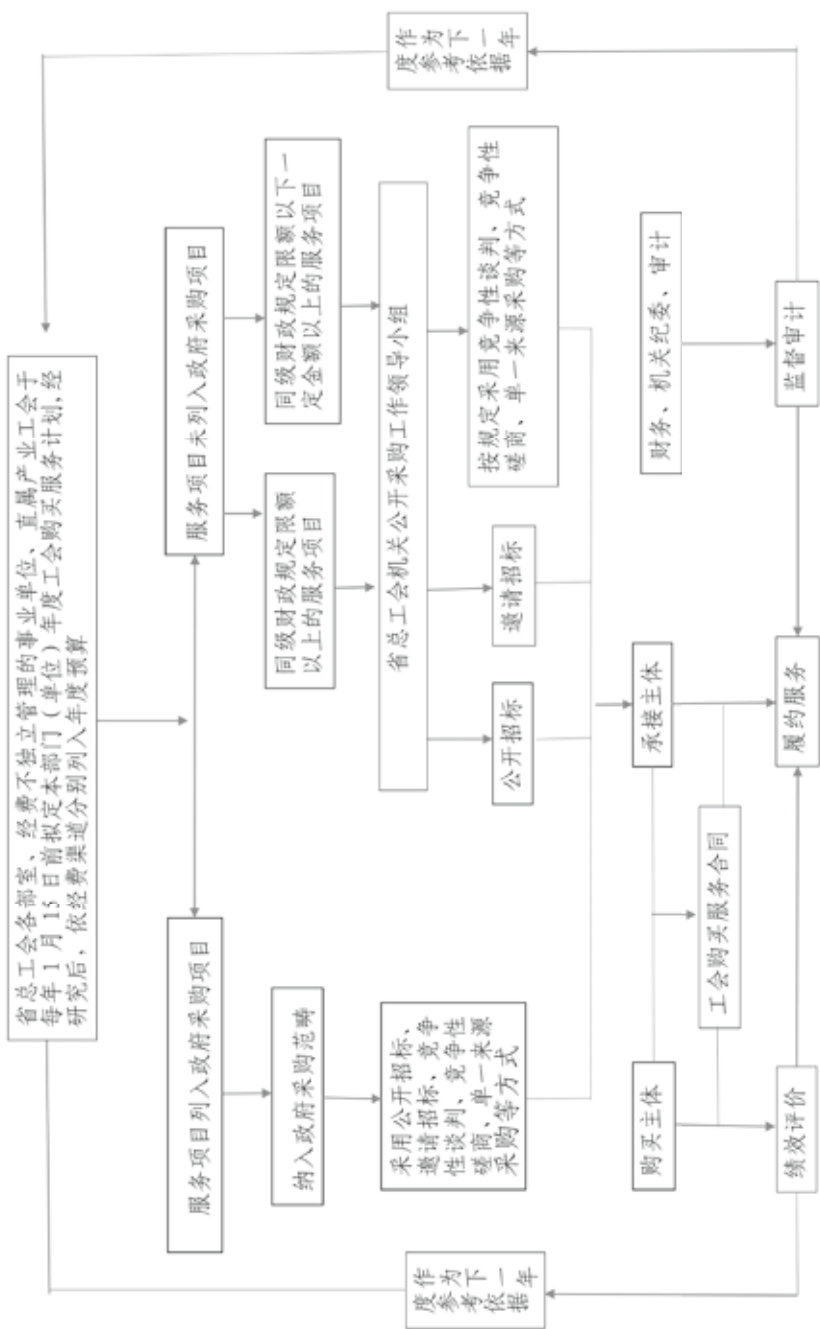 省总工会各部室、经费不独立管理的事业单位、直属产业工会于
每年 1 月 15 日前拟定本部门（单位）年度工会购买服务计划，经
研究后，依经费渠道分别列入年度预算
服务项目列入政府采购项目
服务项目未列入政府采购项目
纳入政府采购范畴
同级财政规定限额
以上的服务项目
同级财政规定限额以下一
定金额以上的服务项目
采用公开招标、
邀请招标、竞争
性谈判、竞争性
磋商、单一来源
采购等方式
省总工会机关公开采购工作领导小组
公开招标
邀请招标
按规定采用竞争性谈判、竞争性
磋商、单一来源采购等方式
购买主体
承接主体
财务、机关纪委、审计
工会购买服务合同
绩效评价
履约服务
监督审计
度作
参为
考下
依一
据年
度作
参为
考下
依一
据年